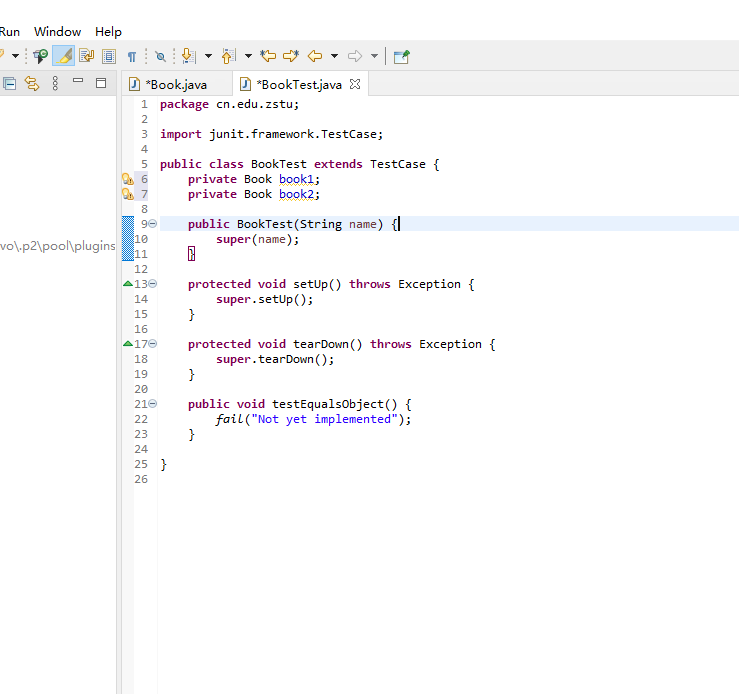 Run Window Help
*Book.java *BookTest.java
1 package cn.edu.zstu;
2
3 import junit.framework.TestCase;
4
5 public class BookTest extends TestCase {
6 private Book book1;
7 private Book book2;
8
9 public BookTest(String name) {
10 super(name);
11 }
12
13 protected void setUp() throws Exception {
14 super.setUp();
15 }
16
17 protected void tearDown() throws Exception {
18 super.tearDown();
19 }
20
21 public void testEqualsObject() {
22 fail("Not yet implemented");
23 }
24
25 }
26
vo\.p2\pool\plugins